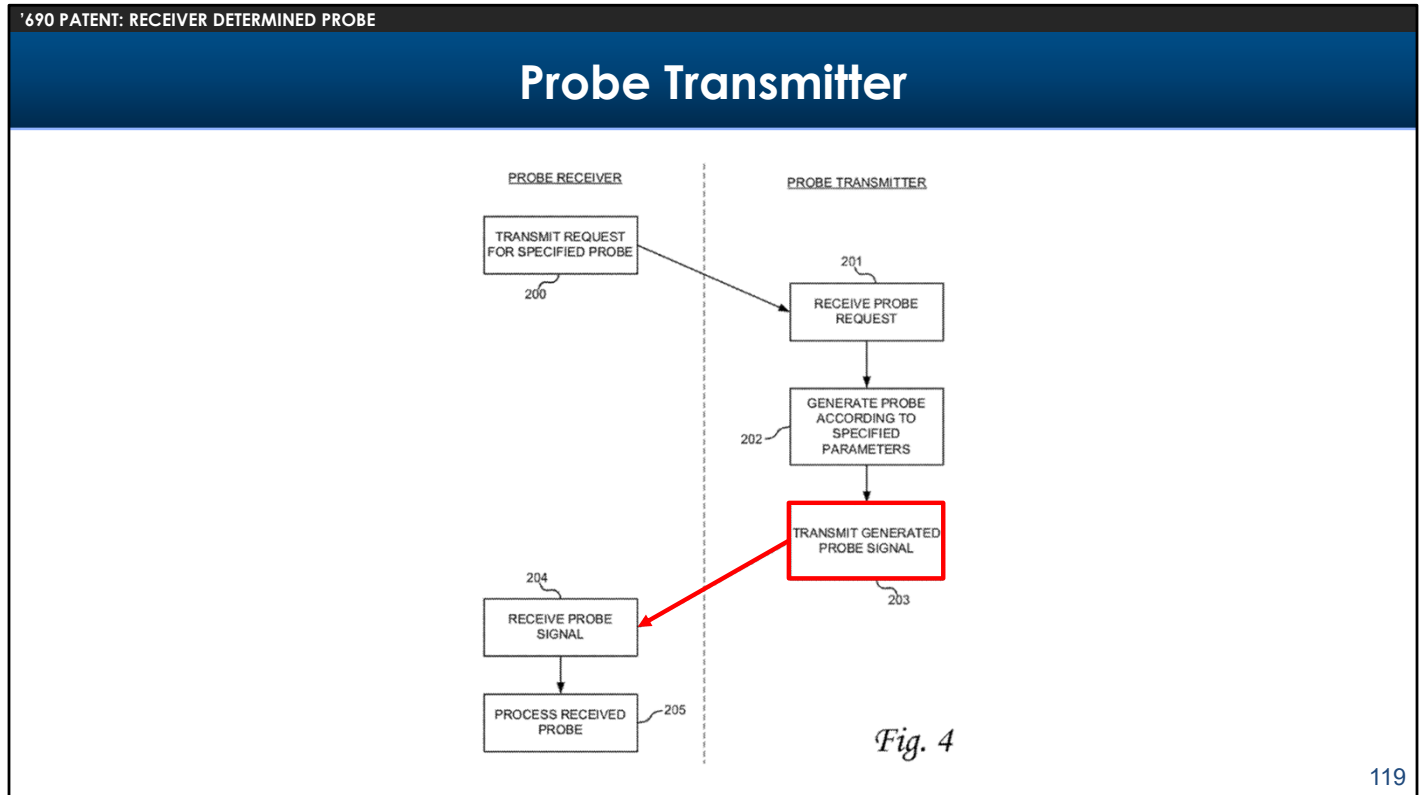 '690 PATENT: RECEIVER DETERMINED PROBE
Probe Transmitter
PROBE RECEIVER
PROBE TRANSMITTER
TRANSMIT REQUEST
FOR SPECIFIED PROBE
200
201
RECEIVE PROBE
REQUEST
GENERATE PROBE
ACCORDING TO
SPECIFIED
PARAMETERS
202
TRANSMIT GENERATED
PROBE SIGNAL
203
204
RECEIVE PROBE
SIGNAL
PROCESS RECEIVED
PROBE
205
Fig. 4
119